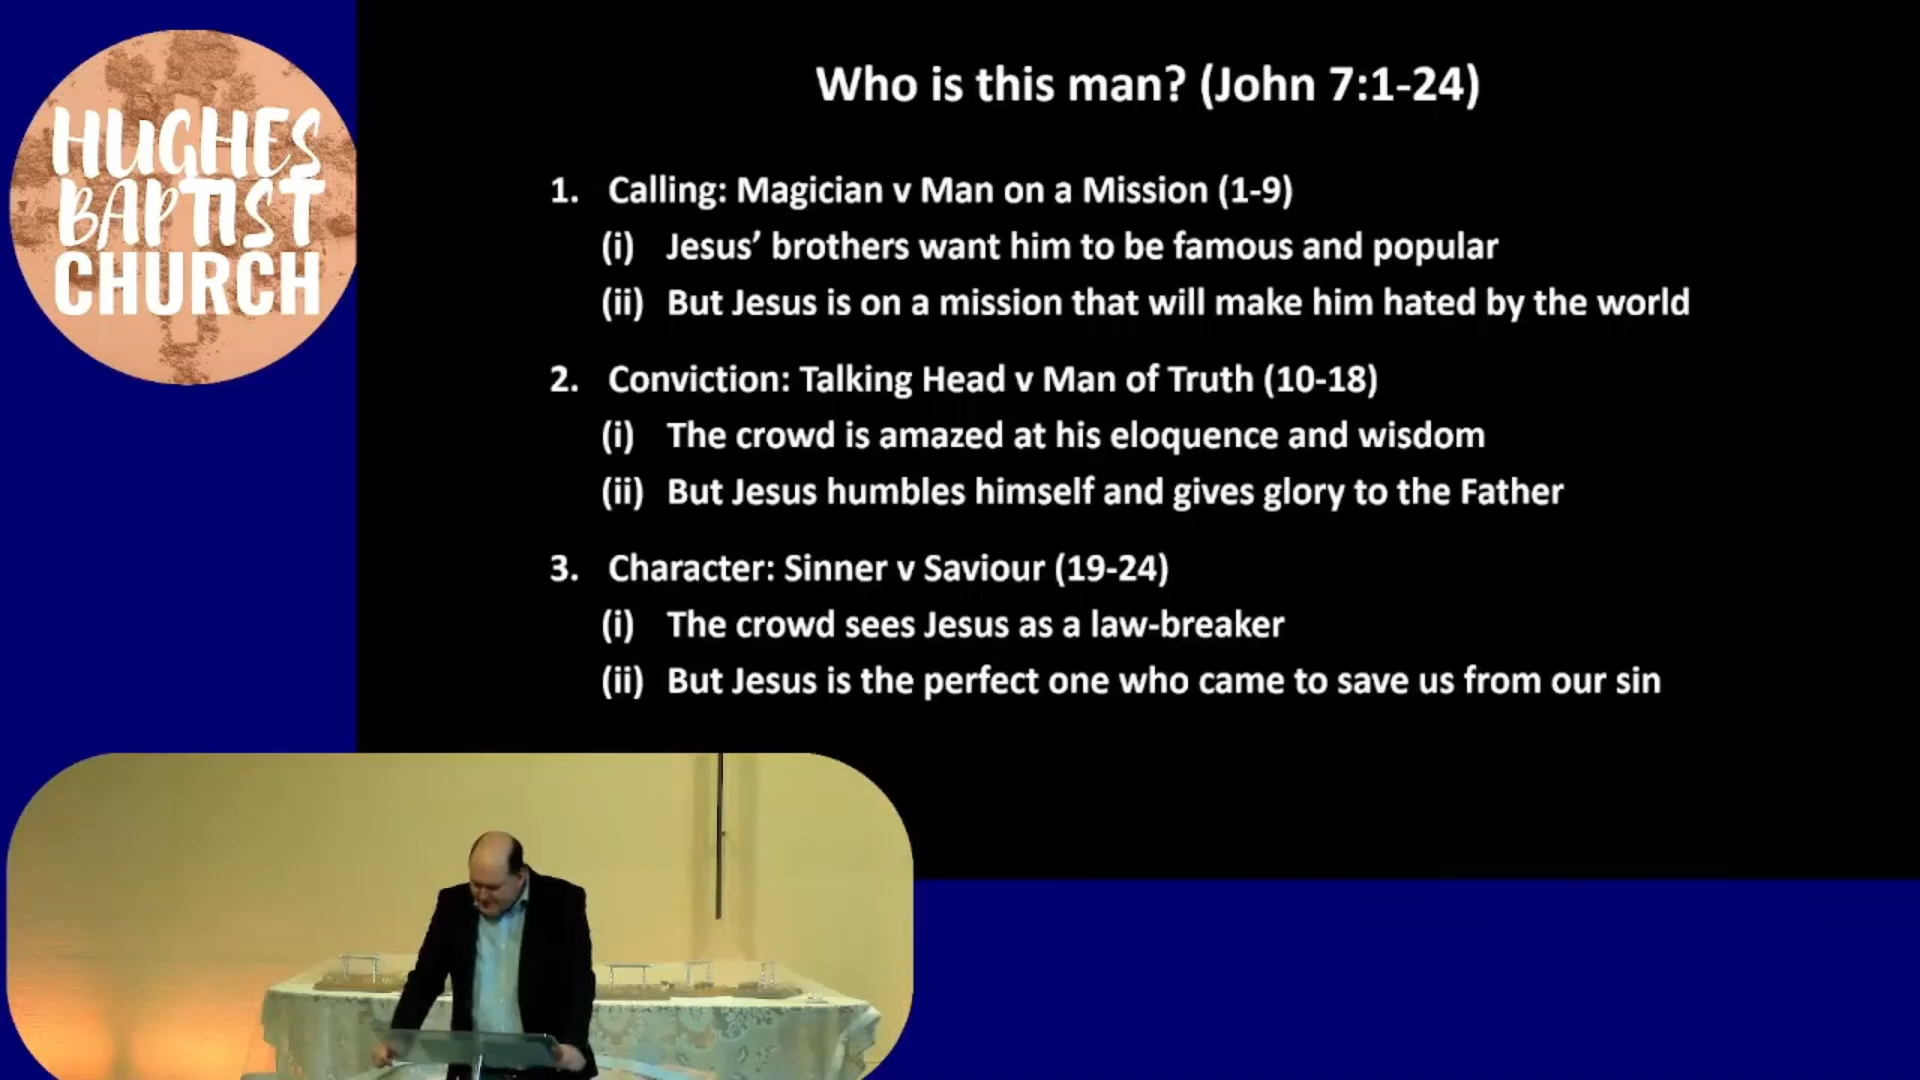 HUGHES
BAPTIST
CHURCH
Who is this man? (John 7:1-24)
1. Calling: Magician v Man on a Mission (1-9)
(i) Jesus’ brothers want him to be famous and popular
(ii) But Jesus is on a mission that will make him hated by the world
2. Conviction: Talking Head v Man of Truth (10-18)
(i) The crowd is amazed at his eloquence and wisdom
(ii) But Jesus humbles himself and gives glory to the Father
3. Character: Sinner v Saviour (19-24)
(i) The crowd sees Jesus as a law-breaker
(ii) But Jesus is the perfect one who came to save us from our sin